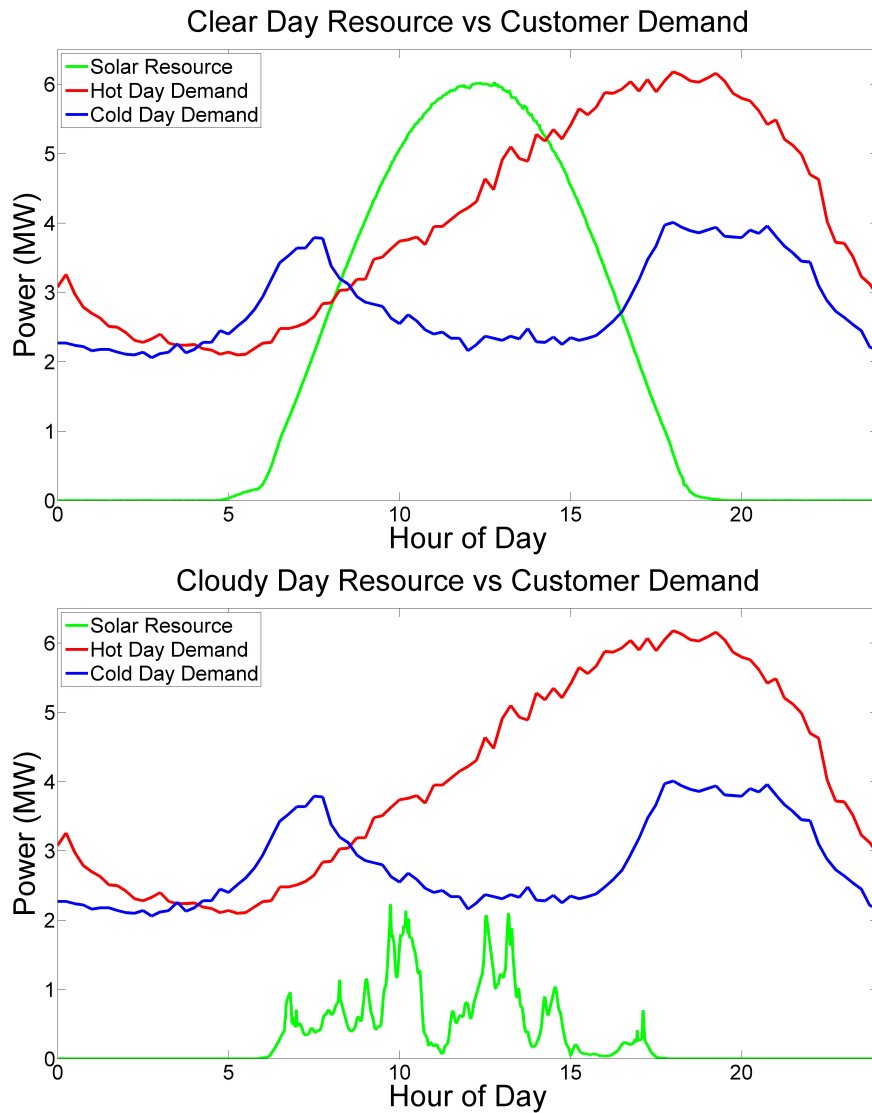 Clear Day Resource vs Customer Demand
Solar Resource
Hot Day Demand
Cold Day Demand
Power (MW)
6
5
4
3
2
1
0
0 5 10 15 20
Hour of Day
Cloudy Day Resource vs Customer Demand
Solar Resource
Hot Day Demand
Cold Day Demand
Power (MW)
6
5
4
3
2
1
0
0 5 10 15 20
Hour of Day